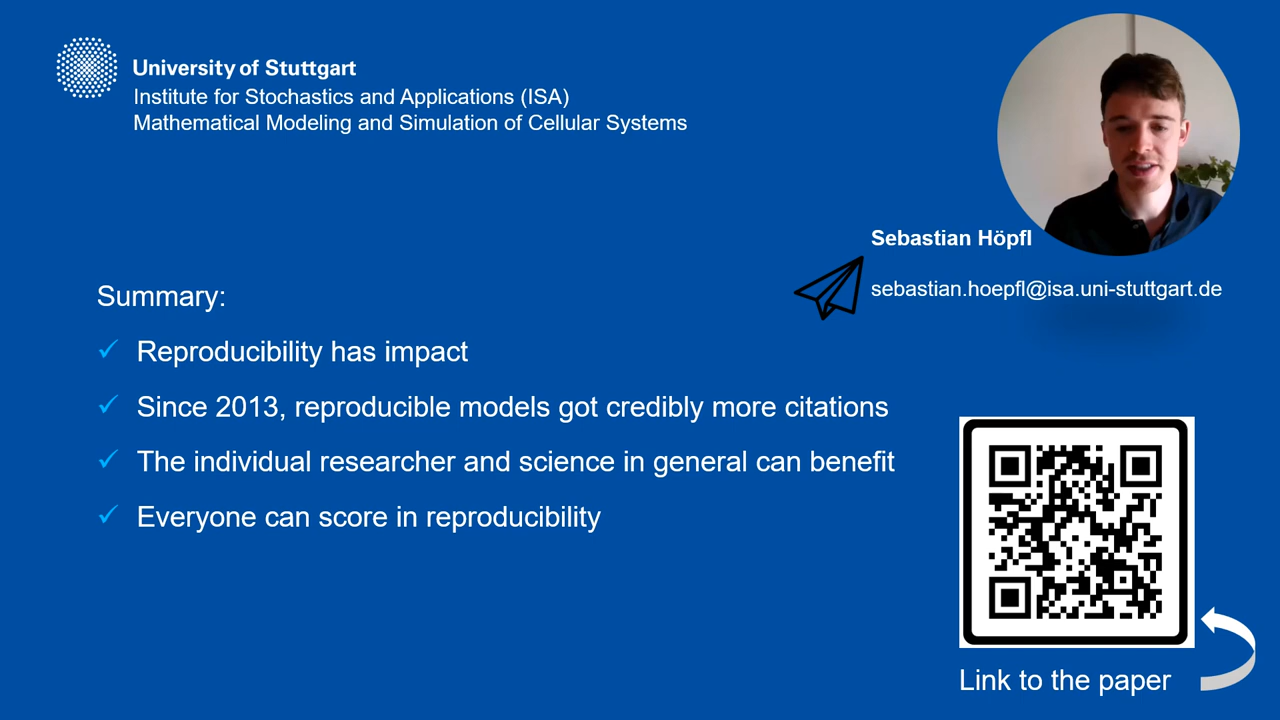 University of Stuttgart
Institute for Stochastics and Applications (ISA)
Mathematical Modeling and Simulation of Cellular Systems
Sebastian Höpfl
sebastian.hoepfl@isa.uni-stuttgart.de
Summary:
Reproducibility has impact
Since 2013, reproducible models got credibly more citations
The individual researcher and science in general can benefit
Everyone can score in reproducibility
Link to the paper